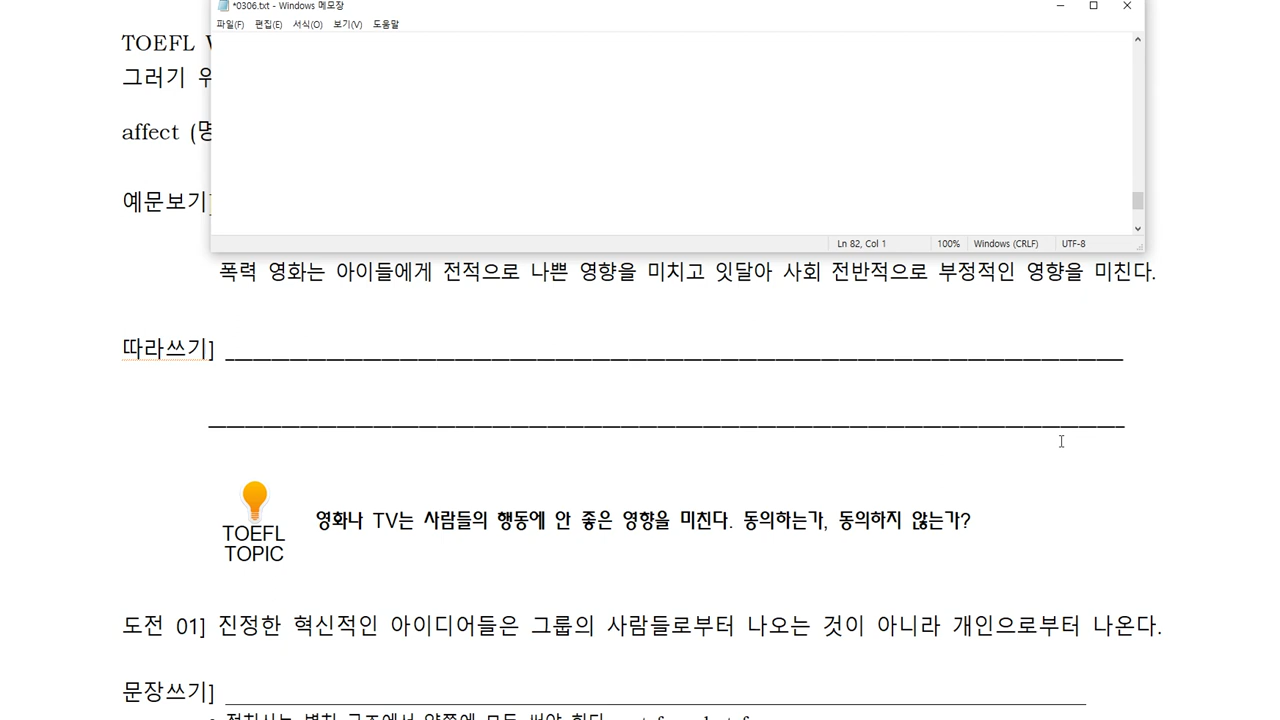 *0306.txt - Windows 메모장
파일(F) 편집(E) 서식(O) 보기(V) 도움말
TOEFL
그러기
affect
예문보기]
Ln 82, Col 1 100% Windows (CRLF) UTF-8
폭력 영화는 아이들에게 전적으로 나쁜 영향을 미치고 잇달아 사회 전반적으로 부정적인 영향을 미친다.
따라쓰기]
TOEFL
TOPIC
영화나 TV는 사람들의 행동에 안 좋은 영향을 미친다. 동의하는가, 동의하지 않는가?
도전 01] 진정한 혁신적인 아이디어들은 그룹의 사람들로부터 나오는 것이 아니라 개인으로부터 나온다.
문장쓰기]